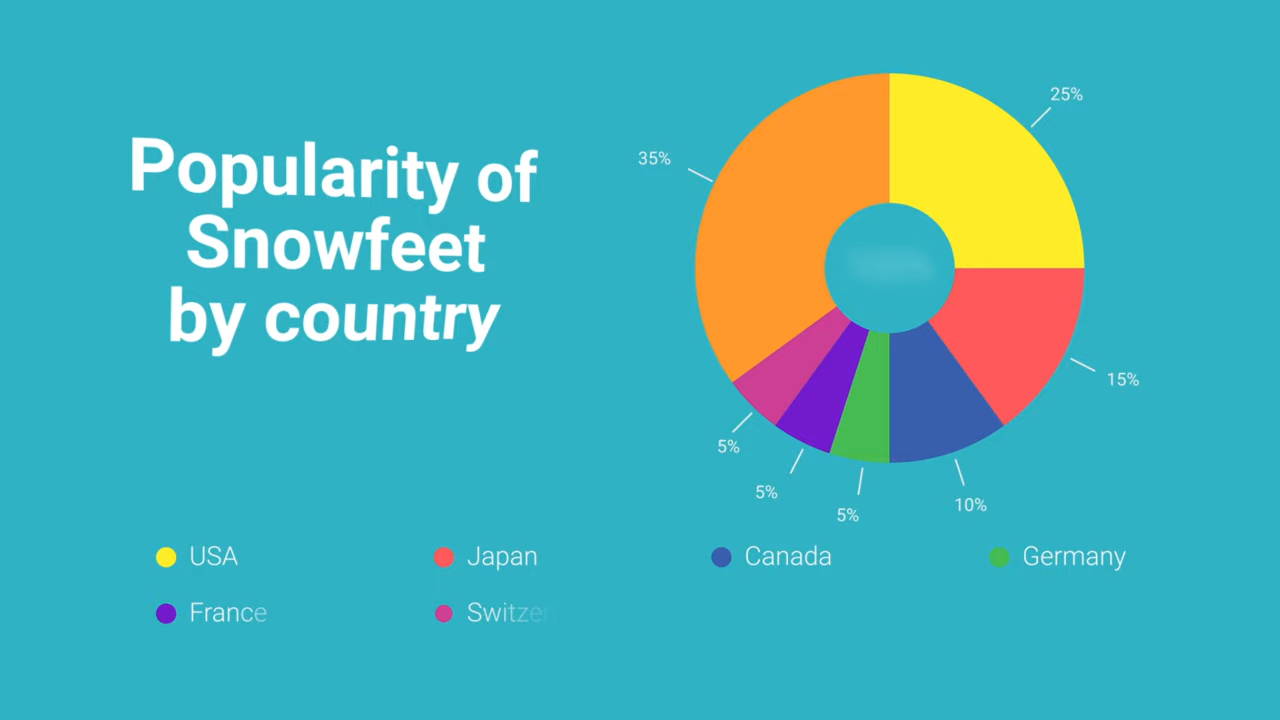 Popularity of
Snowfeet
by country
25%
35%
15%
5%
5%
5%
10%
USA
Japan
Canada
Germany
France